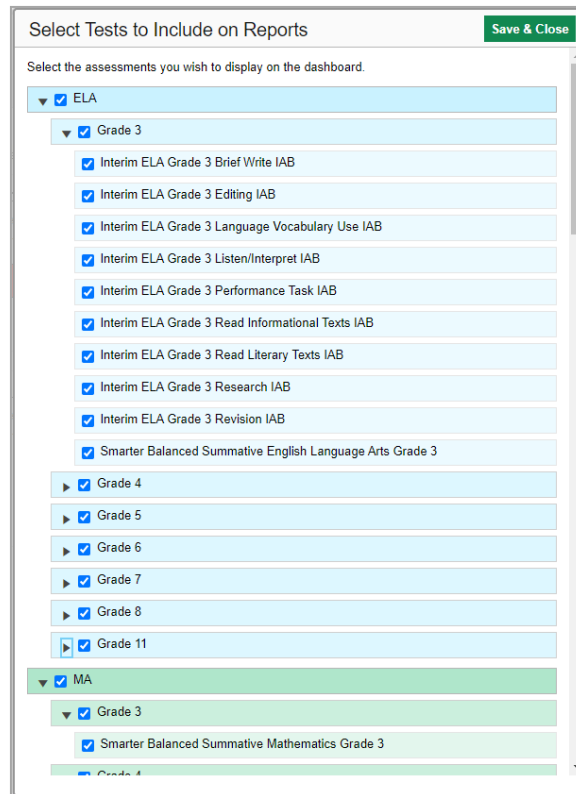 Select Tests to Include on Reports
Save & Close
Select the assessments you wish to display on the dashboard.
ELA
Grade 3
Interim ELA Grade 3 Brief Write IAB
Interim ELA Grade 3 Editing IAB
Interim ELA Grade 3 Language Vocabulary Use IAB
Interim ELA Grade 3 Listen/Interpret IAB
Interim ELA Grade 3 Performance Task IAB
Interim ELA Grade 3 Read Informational Texts IAB
Interim ELA Grade 3 Read Literary Texts IAB
Interim ELA Grade 3 Research IAB
Interim ELA Grade 3 Revision IAB
Smarter Balanced Summative English Language Arts Grade 3
Grade 4
Grade 5
Grade 6
Grade 7
Grade 8
Grade 11
MA
Grade 3
Smarter Balanced Summative Mathematics Grade 3
Grade 4